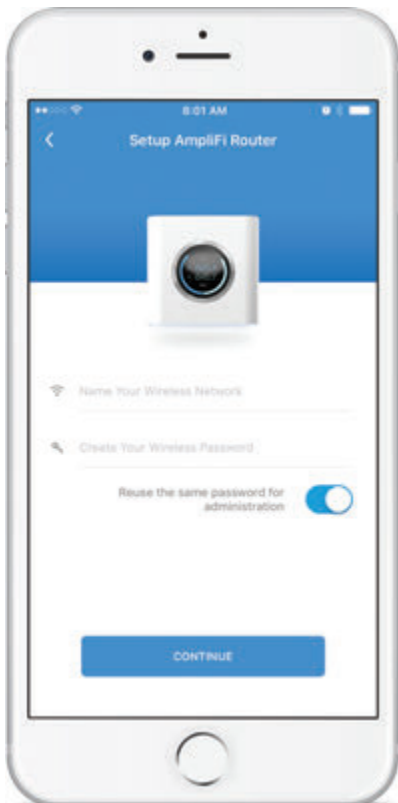 8:01 AM
Setup AmpliFi Router
Name Your Wireless Network
Create Your Wireless Password
Reuse the same password for
administration
CONTINUE